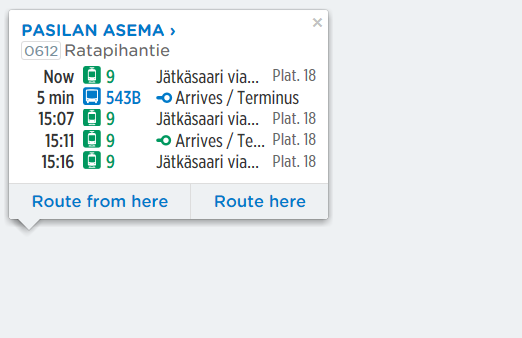 PASILAN ASEMA ›
×
0612 Ratapihantie
Now 9 Jätkäsaari via... Plat. 18
5 min 543B Arrives / Terminus
15:07 9 Jätkäsaari via... Plat. 18
15:11 9 Arrives / Te... Plat. 18
15:16 9 Jätkäsaari via... Plat. 18
Route from here Route here